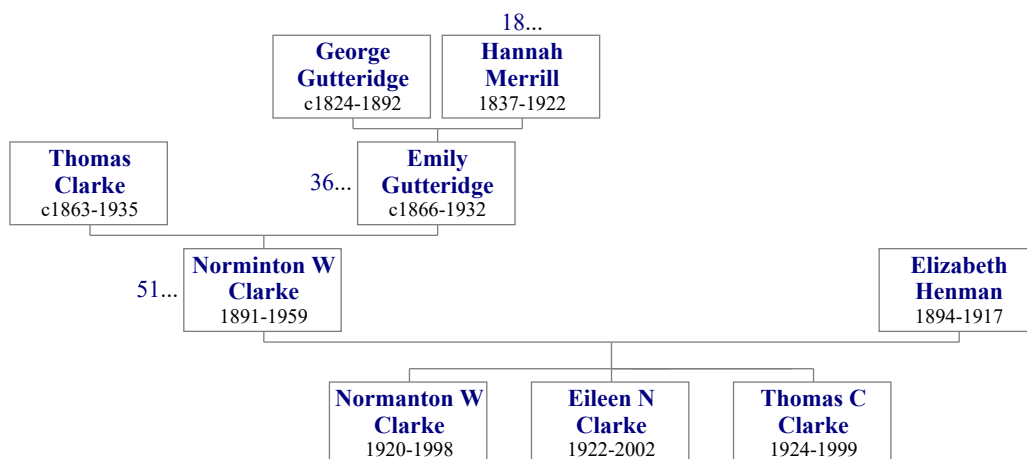 18...
George
Gutteridge
c1824-1892
Hannah
Merrill
1837-1922
Thomas
Clarke
c1863-1935
36...
Emily
Gutteridge
c1866-1932
51...
Norminton W
Clarke
1891-1959
Elizabeth
Henman
1894-1917
Normanton W
Clarke
1920-1998
Eileen N
Clarke
1922-2002
Thomas C
Clarke
1924-1999